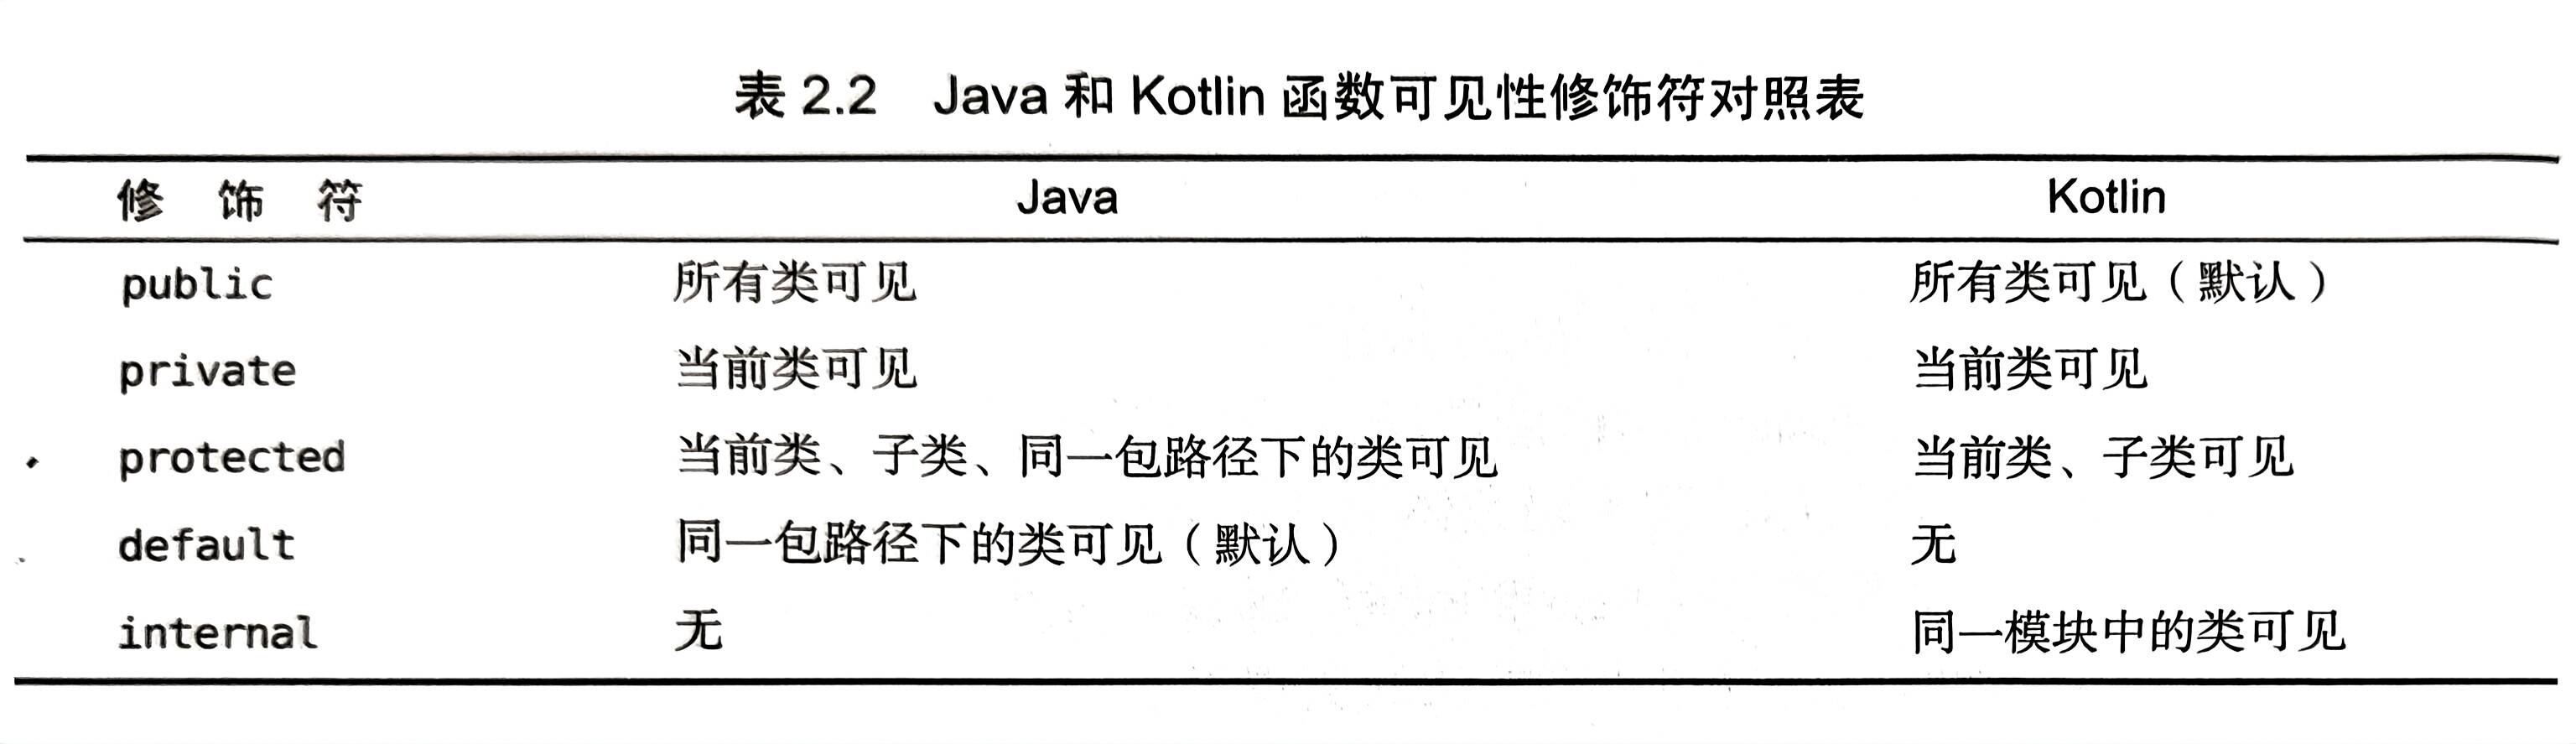 表 2.2 Java 和 Kotlin 函数可见性修饰符对照表
修 饰 符 Java Kotlin
public 所有类可见 所有类可见（默认）
private 当前类可见 当前类可见
protected 当前类、子类、同一包路径下的类可见 当前类、子类可见
default 同一包路径下的类可见（默认） 无
internal 无 同一模块中的类可见